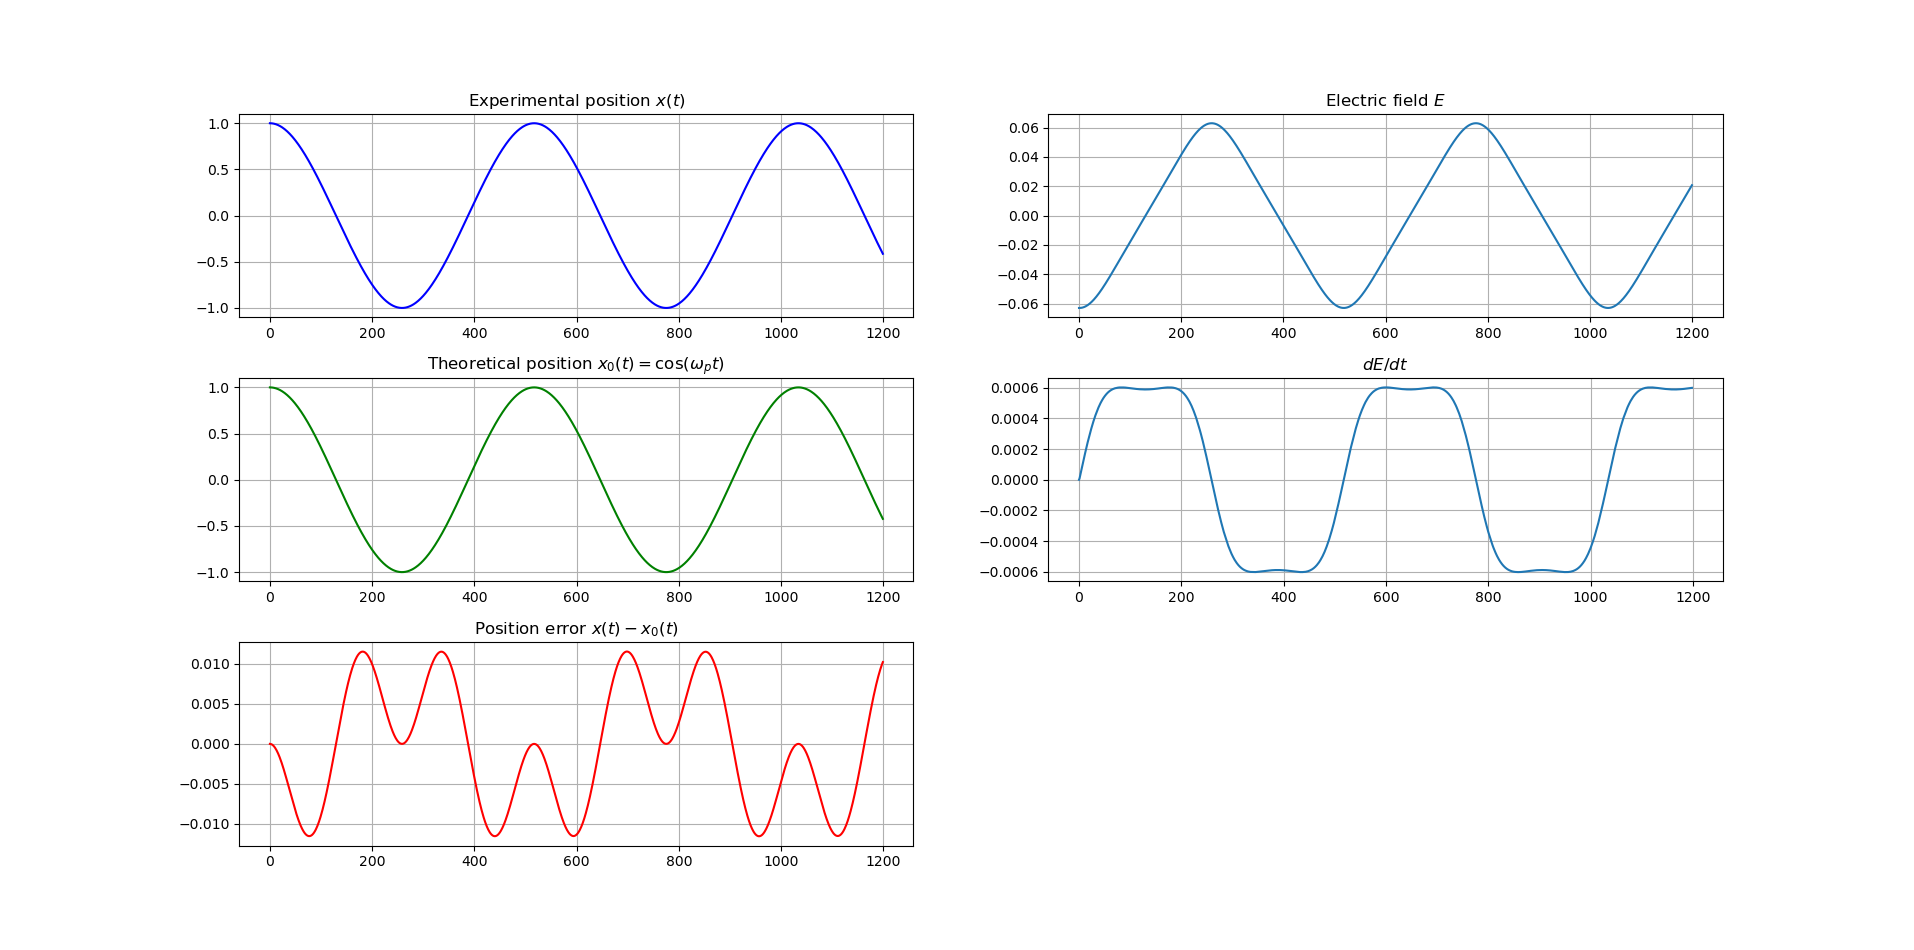 Experimental position x(t)
1.0
0.5
0.0
−0.5
−1.0
0 200 400 600 800 1000 1200
Electric field E
0.06
0.04
0.02
0.00
−0.02
−0.04
−0.06
0 200 400 600 800 1000 1200
Theoretical position x₀(t) = cos(ωₚt)
1.0
0.5
0.0
−0.5
−1.0
0 200 400 600 800 1000 1200
dE/dt
0.0006
0.0004
0.0002
0.0000
−0.0002
−0.0004
−0.0006
0 200 400 600 800 1000 1200
Position error x(t) − x₀(t)
0.010
0.005
0.000
−0.005
−0.010
0 200 400 600 800 1000 1200